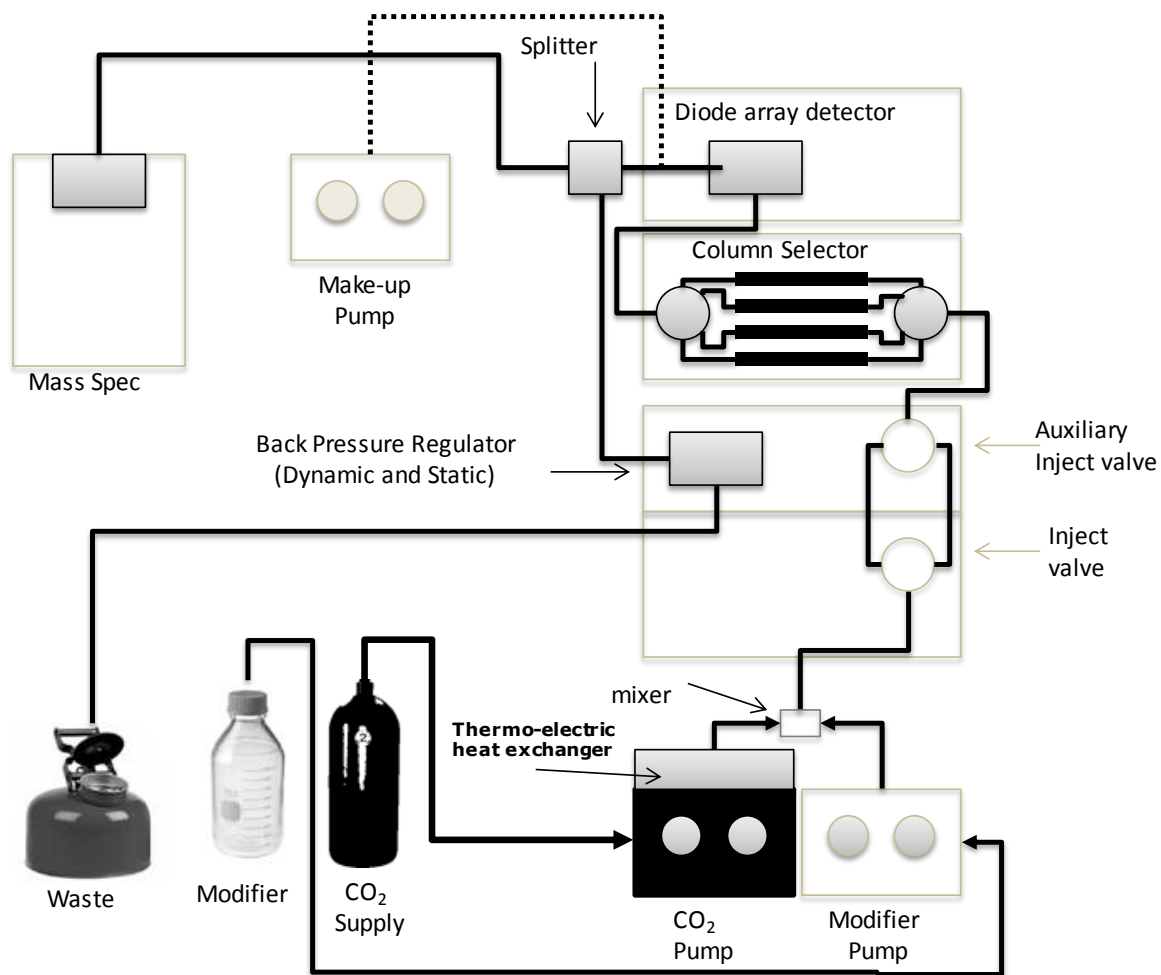 Splitter
Diode array detector
Column Selector
Make-up
Pump
Mass Spec
Back Pressure Regulator
(Dynamic and Static)
Auxiliary
Inject valve
Inject
valve
mixer
Thermo-electric
heat exchanger
2
Waste
Modifier
CO₂
Supply
CO₂
Pump
Modifier
Pump